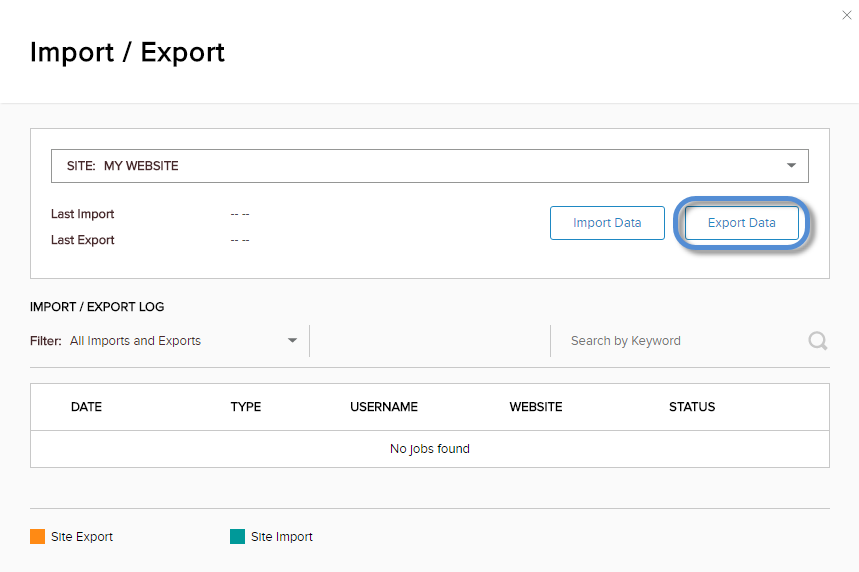 Import / Export
SITE: MY WEBSITE
Last Import -- --
Import Data Export Data
Last Export -- --
IMPORT / EXPORT LOG
Filter: All Imports and Exports Search by Keyword
DATE TYPE USERNAME WEBSITE STATUS
No jobs found
Site Export Site Import